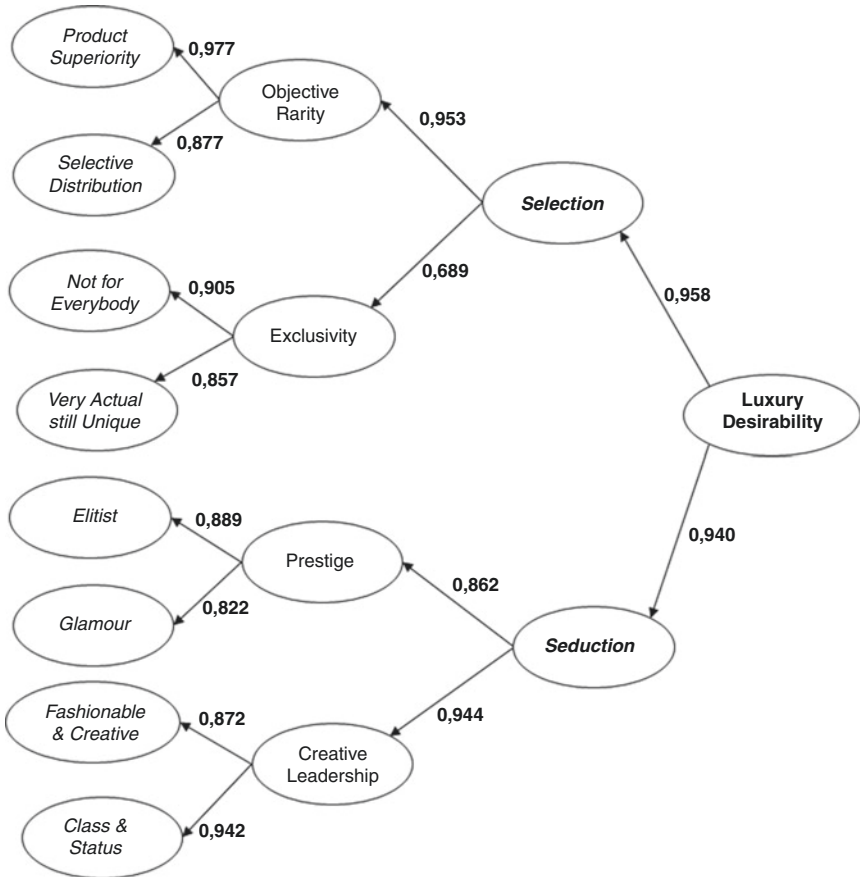 Product
Superiority
0,977
Objective
Rarity
0,953
0,877
Selective
Distribution
Selection
0,689
Not for
Everybody
0,905
Exclusivity
0,958
0,857
Very Actual
still Unique
Luxury
Desirability
Elitist
0,889
Prestige
0,940
0,862
0,822
Glamour
Seduction
0,944
Fashionable
& Creative
0,872
Creative
Leadership
0,942
Class &
Status